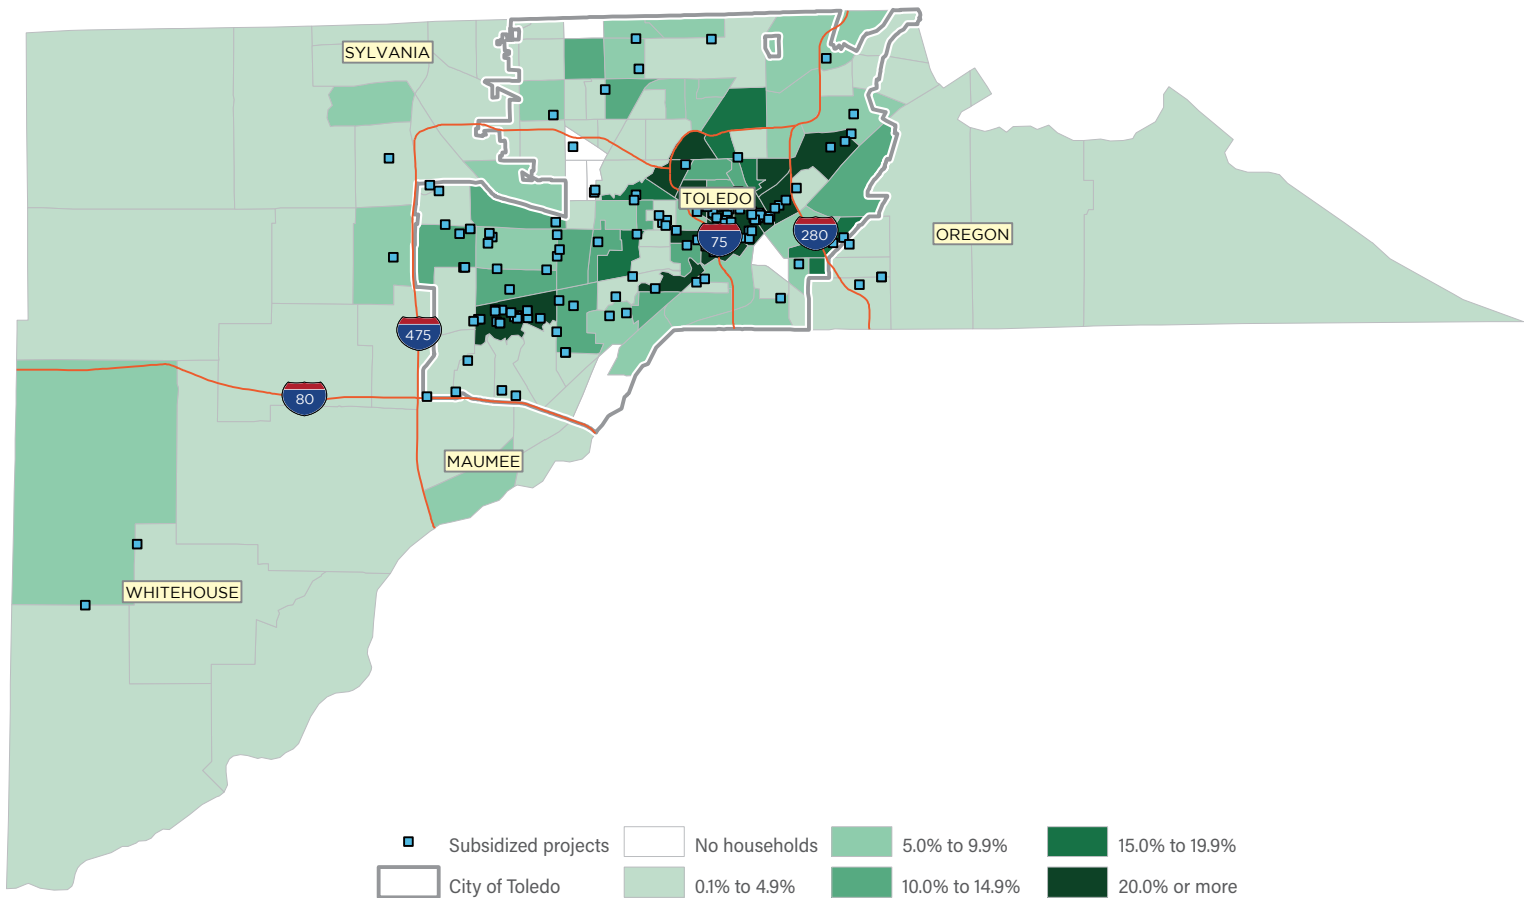 SYLVANIA
TOLEDO
75
280
OREGON
475
80
MAUMEE
WHITEHOUSE
Subsidized projects
No households
5.0% to 9.9%
15.0% to 19.9%
City of Toledo
0.1% to 4.9%
10.0% to 14.9%
20.0% or more